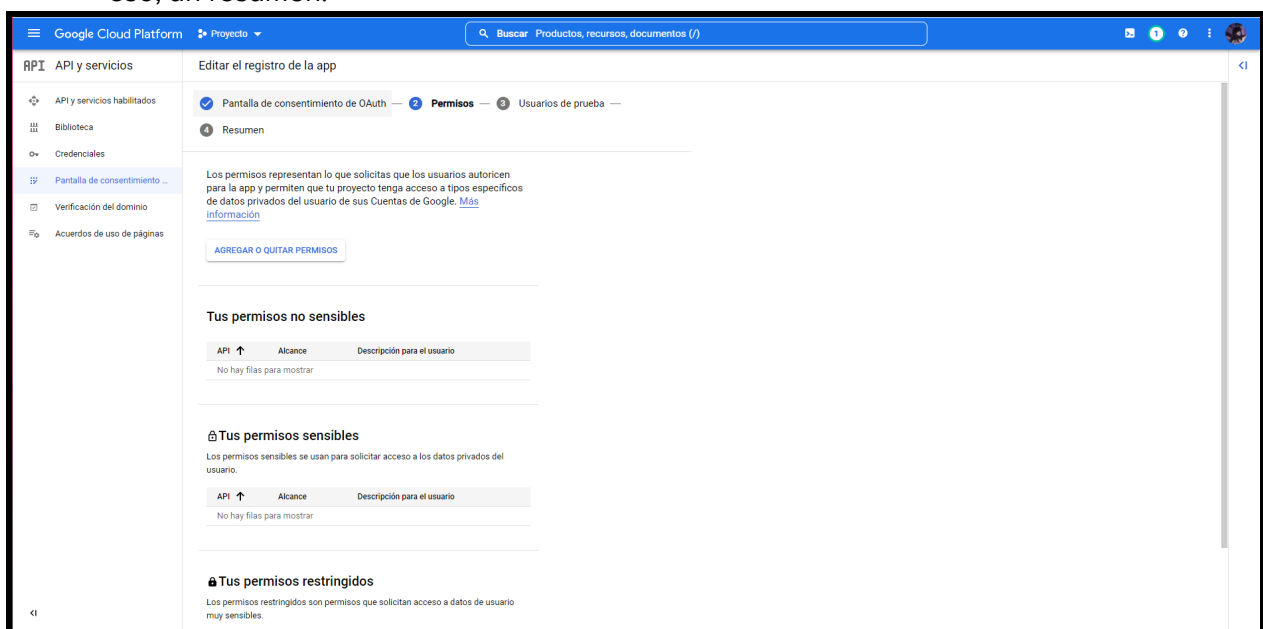 eso, un resumen.
Google Cloud Platform Proyecto Buscar Productos, recursos, documentos (/) 1
API API y servicios Editar el registro de la app
API y servicios habilitados
Biblioteca
Credenciales
Pantalla de consentimiento ...
Verificación del dominio
Acuerdos de uso de páginas
Pantalla de consentimiento de OAuth — 2 Permisos — 3 Usuarios de prueba —
4 Resumen
Los permisos representan lo que solicitas que los usuarios autoricen
para la app y permiten que tu proyecto tenga acceso a tipos específicos
de datos privados del usuario de sus Cuentas de Google. Más
información
AGREGAR O QUITAR PERMISOS
Tus permisos no sensibles
API Alcance Descripción para el usuario
No hay filas para mostrar
Tus permisos sensibles
Los permisos sensibles se usan para solicitar acceso a los datos privados del
usuario.
API Alcance Descripción para el usuario
No hay filas para mostrar
Tus permisos restringidos
Los permisos restringidos son permisos que solicitan acceso a datos de usuario
muy sensibles.